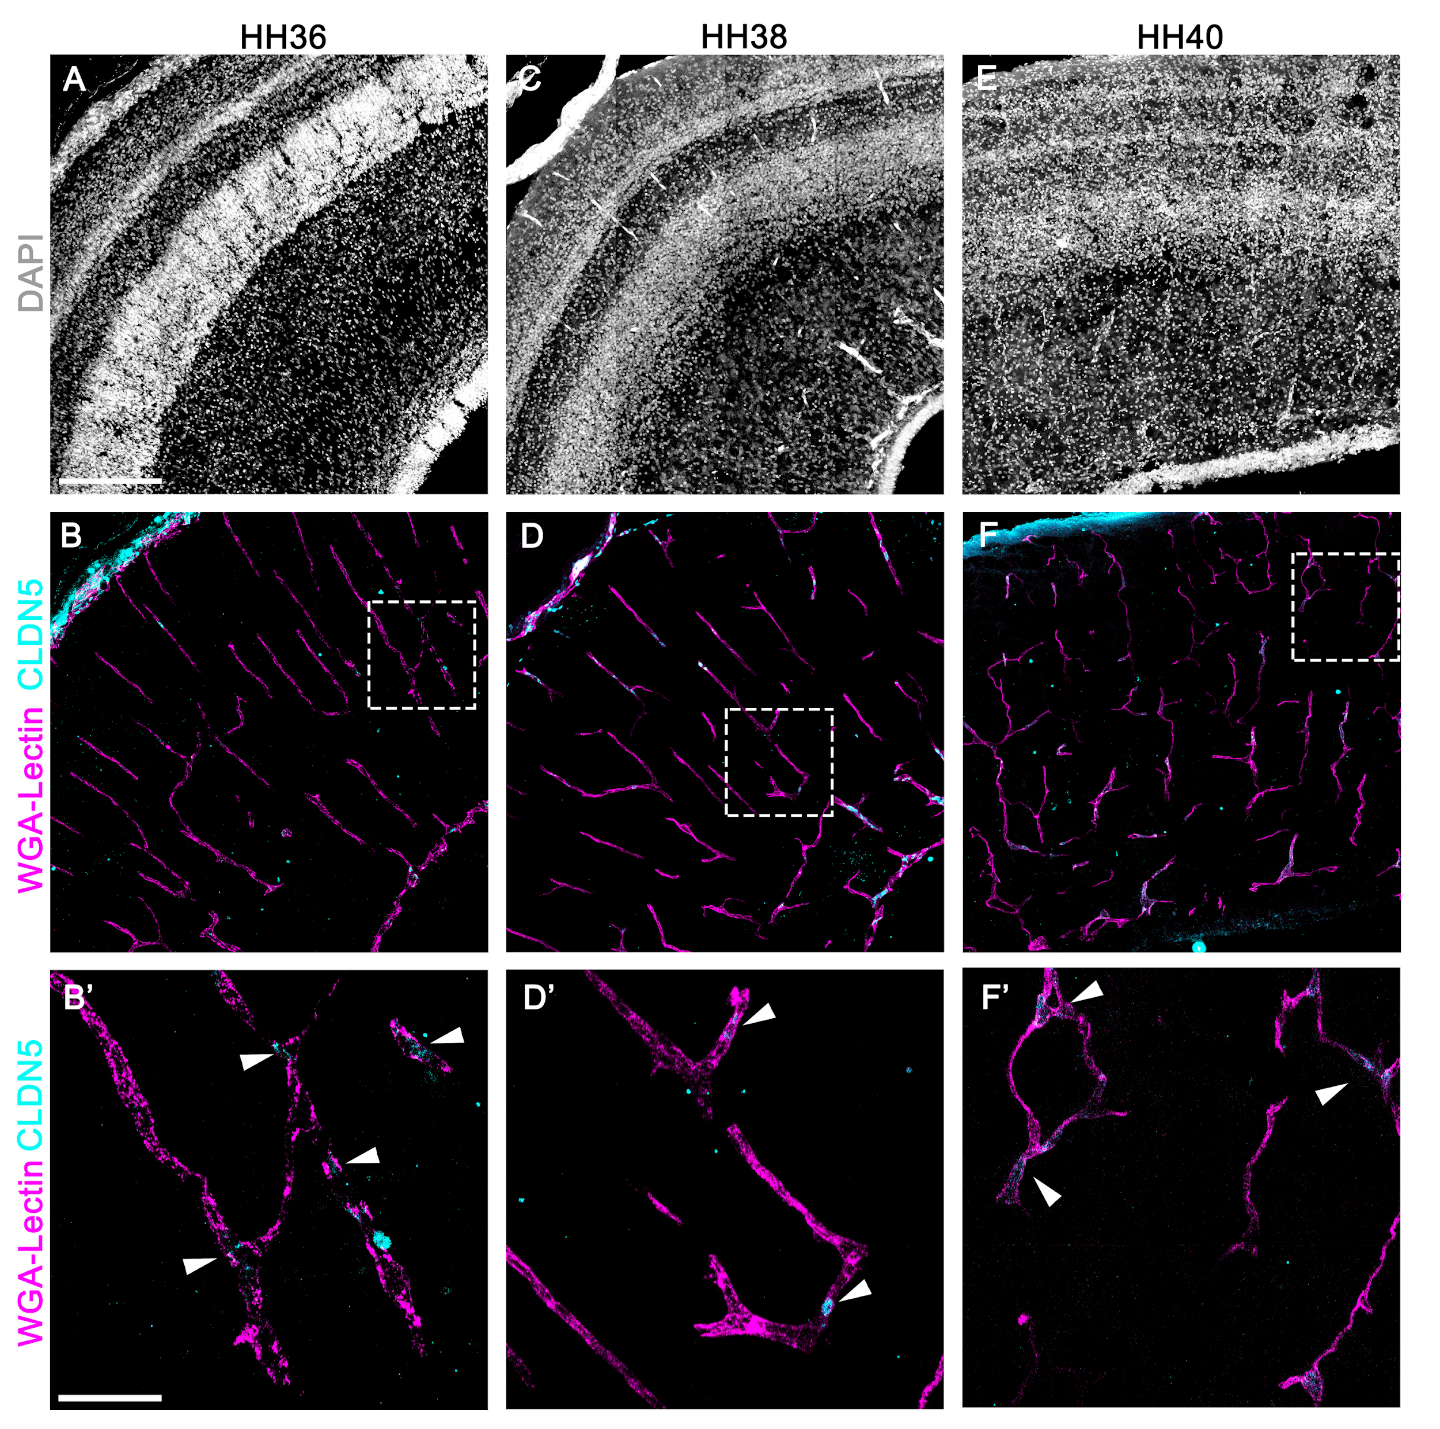 HH36
HH38
HH40
DAPI
A
C
E
WGA-Lectin CLDN5
B
D
F
WGA-Lectin CLDN5
B’
D’
F’